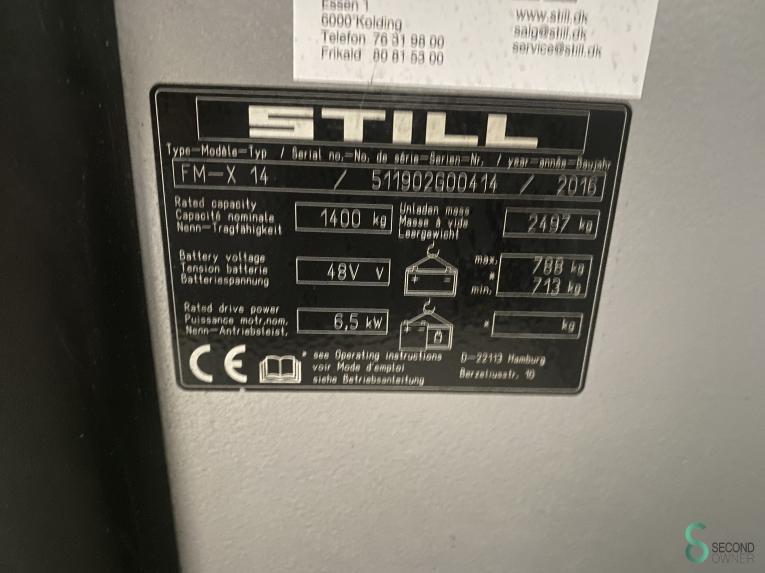 Essen 1
6000 Kolding
Telefon 76 31 98 00
Frikald 80 81 53 00
www.still.dk
salg@still.dk
service@still.dk
STILL
Type-Modèle-Typ / Serial no.-No. de série-Serien-Nr. / year-année-Baujahr
FM-X 14 / 511902G00414 / 2016
Rated capacity
Capacité nominale
Nenn-Tragfähigkeit
1400 kg
Unladen mass
Masse à vide
Leergewicht
2497 kg
Battery voltage
Tension batterie
Batteriespannung
48V v
max. 788 kg
*
min. 713 kg
Rated drive power
Puissance motr.nom.
Nenn-Antriebsleist.
6,5 kW
* kg
CE
* see Operating instructions
voir Mode d'emploi
siehe Betriebsanleitung
D-22113 Hamburg
Berzeliusstr. 10
SECOND
OWNER